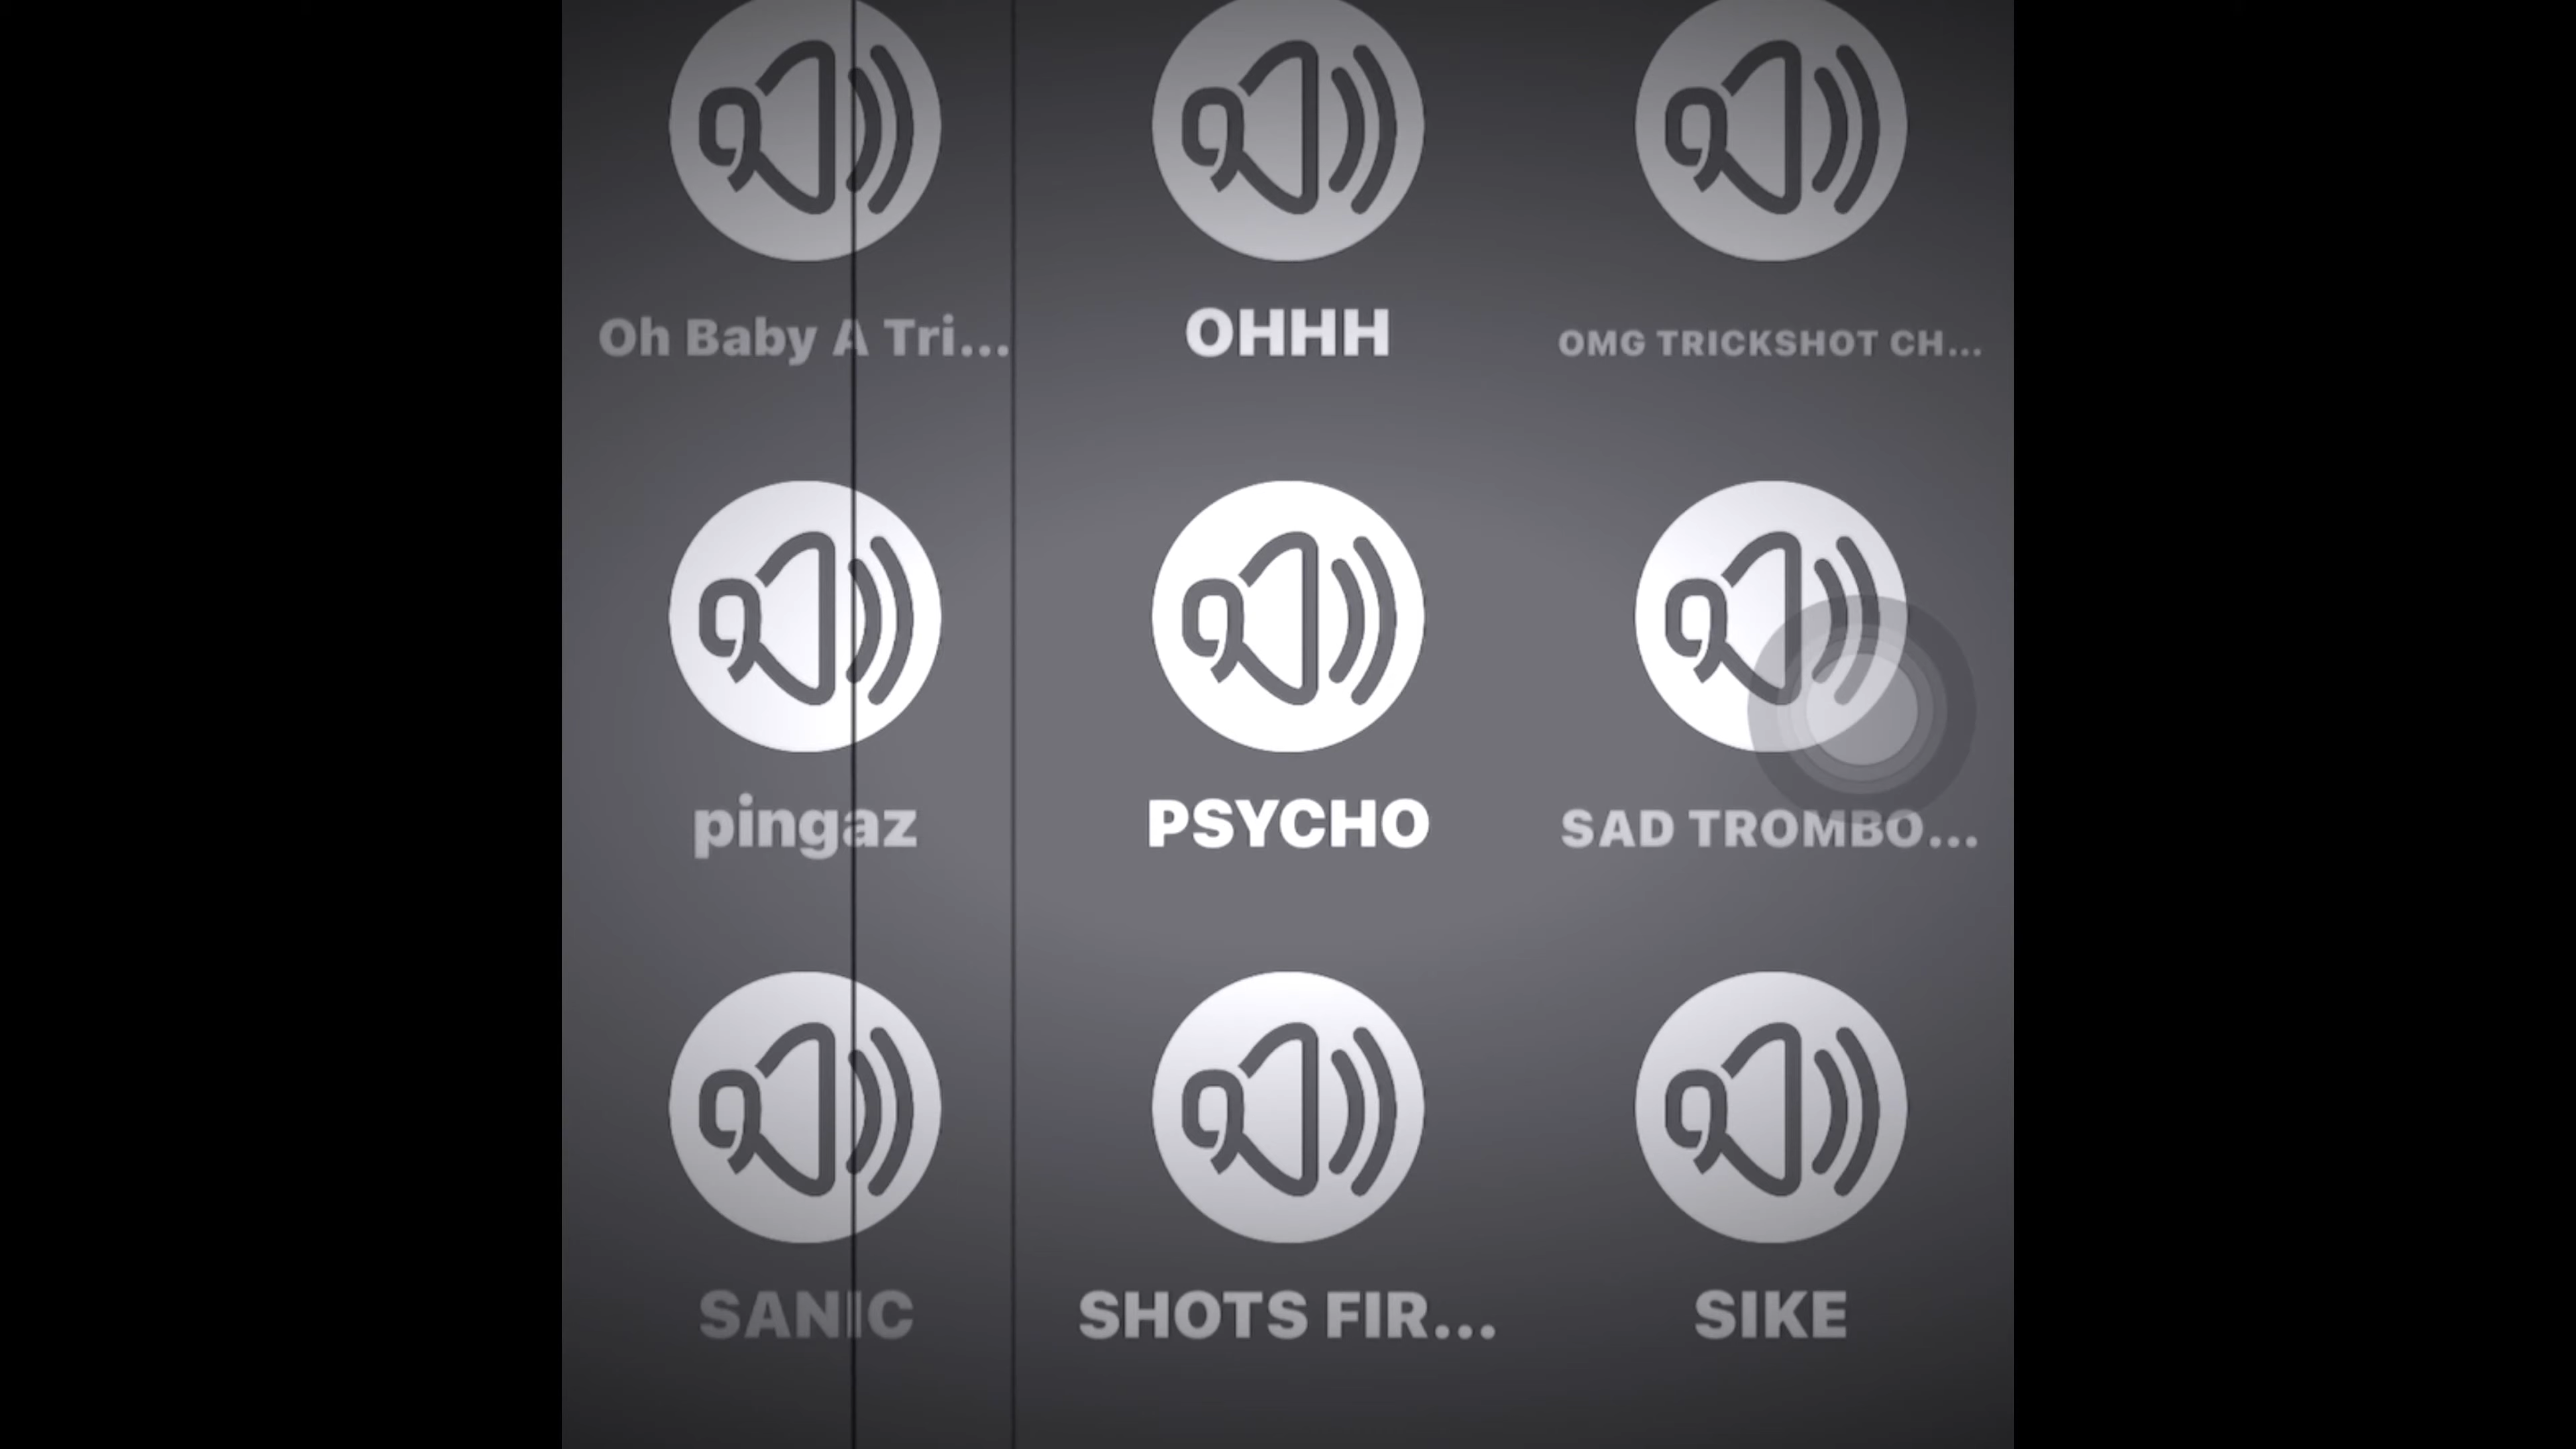 Oh Baby A Tri...
OHHH
OMG TRICKSHOT CH...
pingaz
PSYCHO
SAD TROMBO...
SANIC
SHOTS FIR...
SIKE